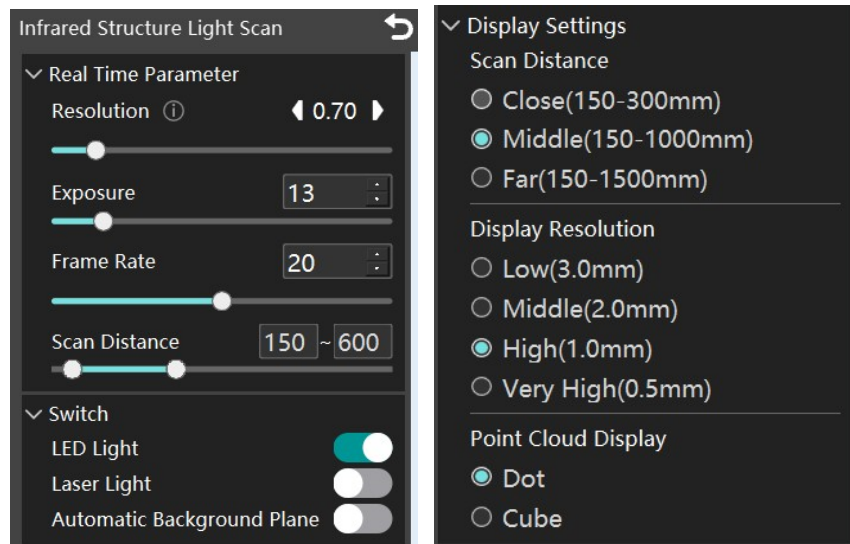 Infrared Structure Light Scan
Real Time Parameter
Resolution 0.70
Exposure 13
Frame Rate 20
Scan Distance 150 ~ 600
Switch
LED Light
Laser Light
Automatic Background Plane
Display Settings
Scan Distance
Close(150-300mm)
Middle(150-1000mm)
Far(150-1500mm)
Display Resolution
Low(3.0mm)
Middle(2.0mm)
High(1.0mm)
Very High(0.5mm)
Point Cloud Display
Dot
Cube